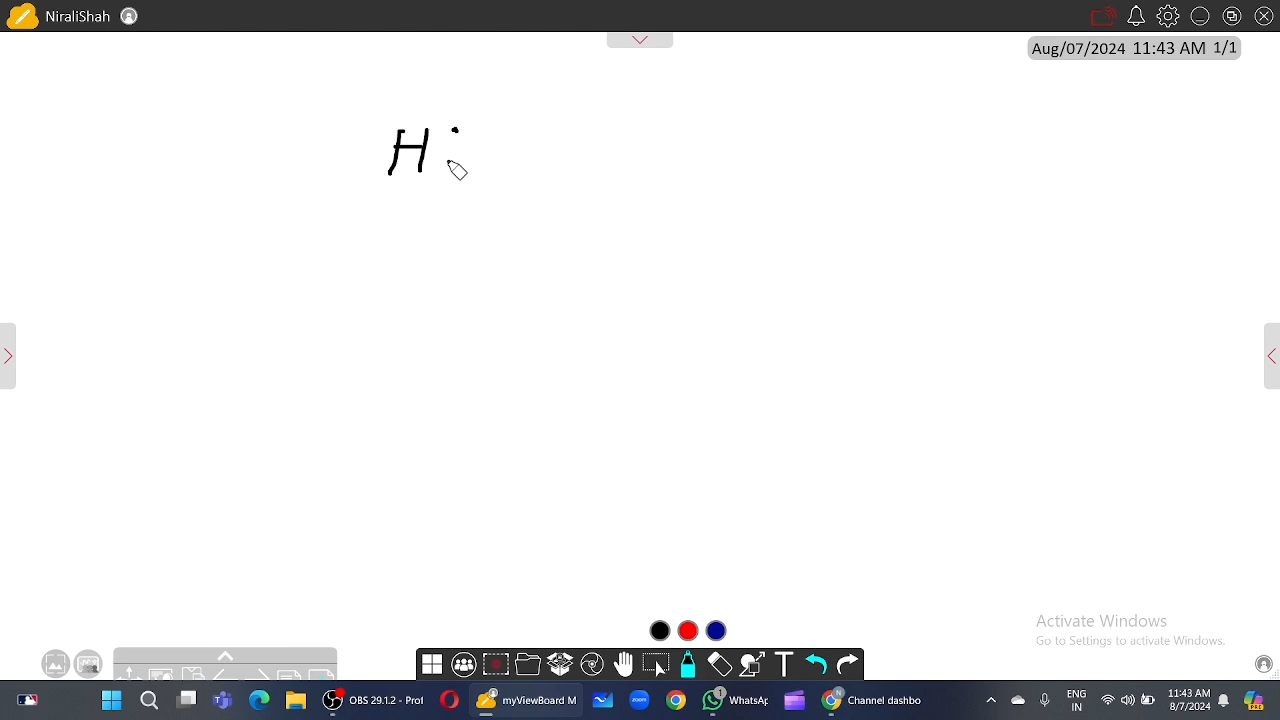 NiraliShah
Aug/07/2024 11:43 AM 1/1
H
Activate Windows
Go to Settings to activate Windows.
OBS 29.1.2 - Prof
myViewBoard M
1
WhatsAp
N
Channel dashbo
ENG
IN
11:43 AM
8/7/2024